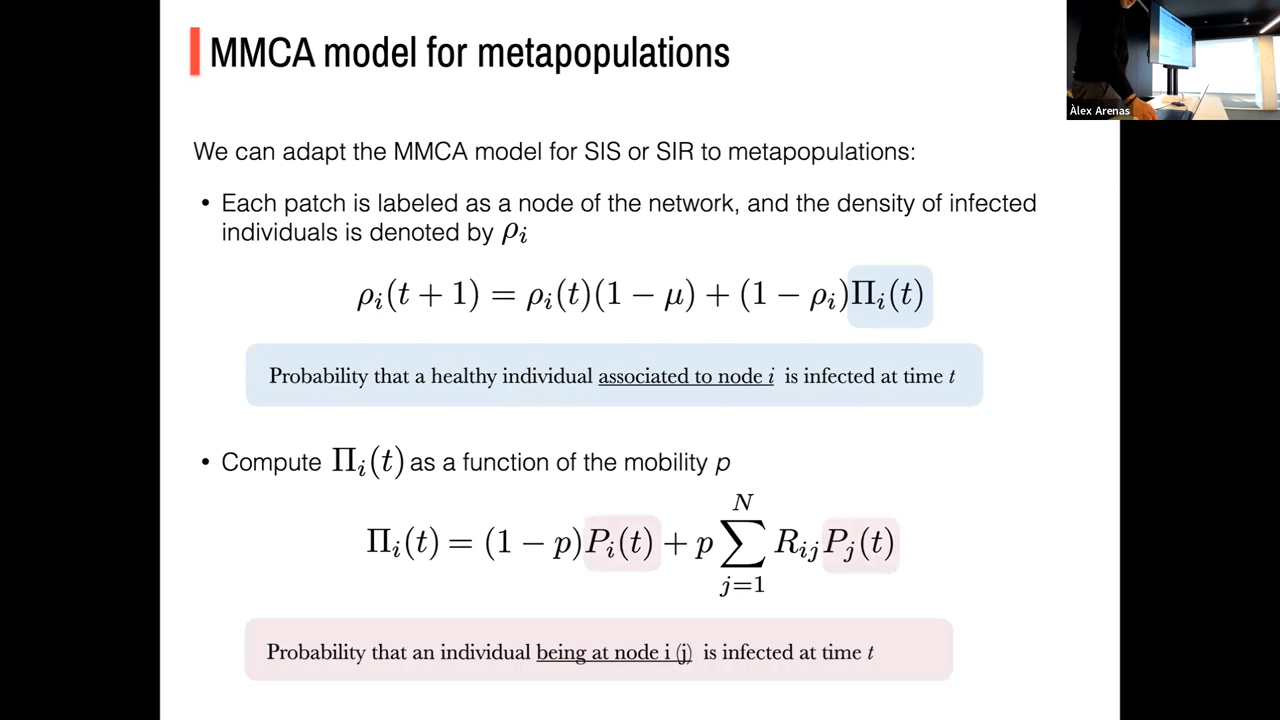 MMCA model for metapopulations
Àlex Arenas
We can adapt the MMCA model for SIS or SIR to metapopulations:
• Each patch is labeled as a node of the network, and the density of infected
individuals is denoted by ρᵢ
ρᵢ(t + 1) = ρᵢ(t)(1 − μ) + (1 − ρᵢ)Πᵢ(t)
Probability that a healthy individual associated to node i is infected at time t
• Compute Πᵢ(t) as a function of the mobility p
Πᵢ(t) = (1 − p)Pᵢ(t) + p ∑_{j=1}^{N} R_{ij}P_j(t)
Probability that an individual being at node i (j) is infected at time t